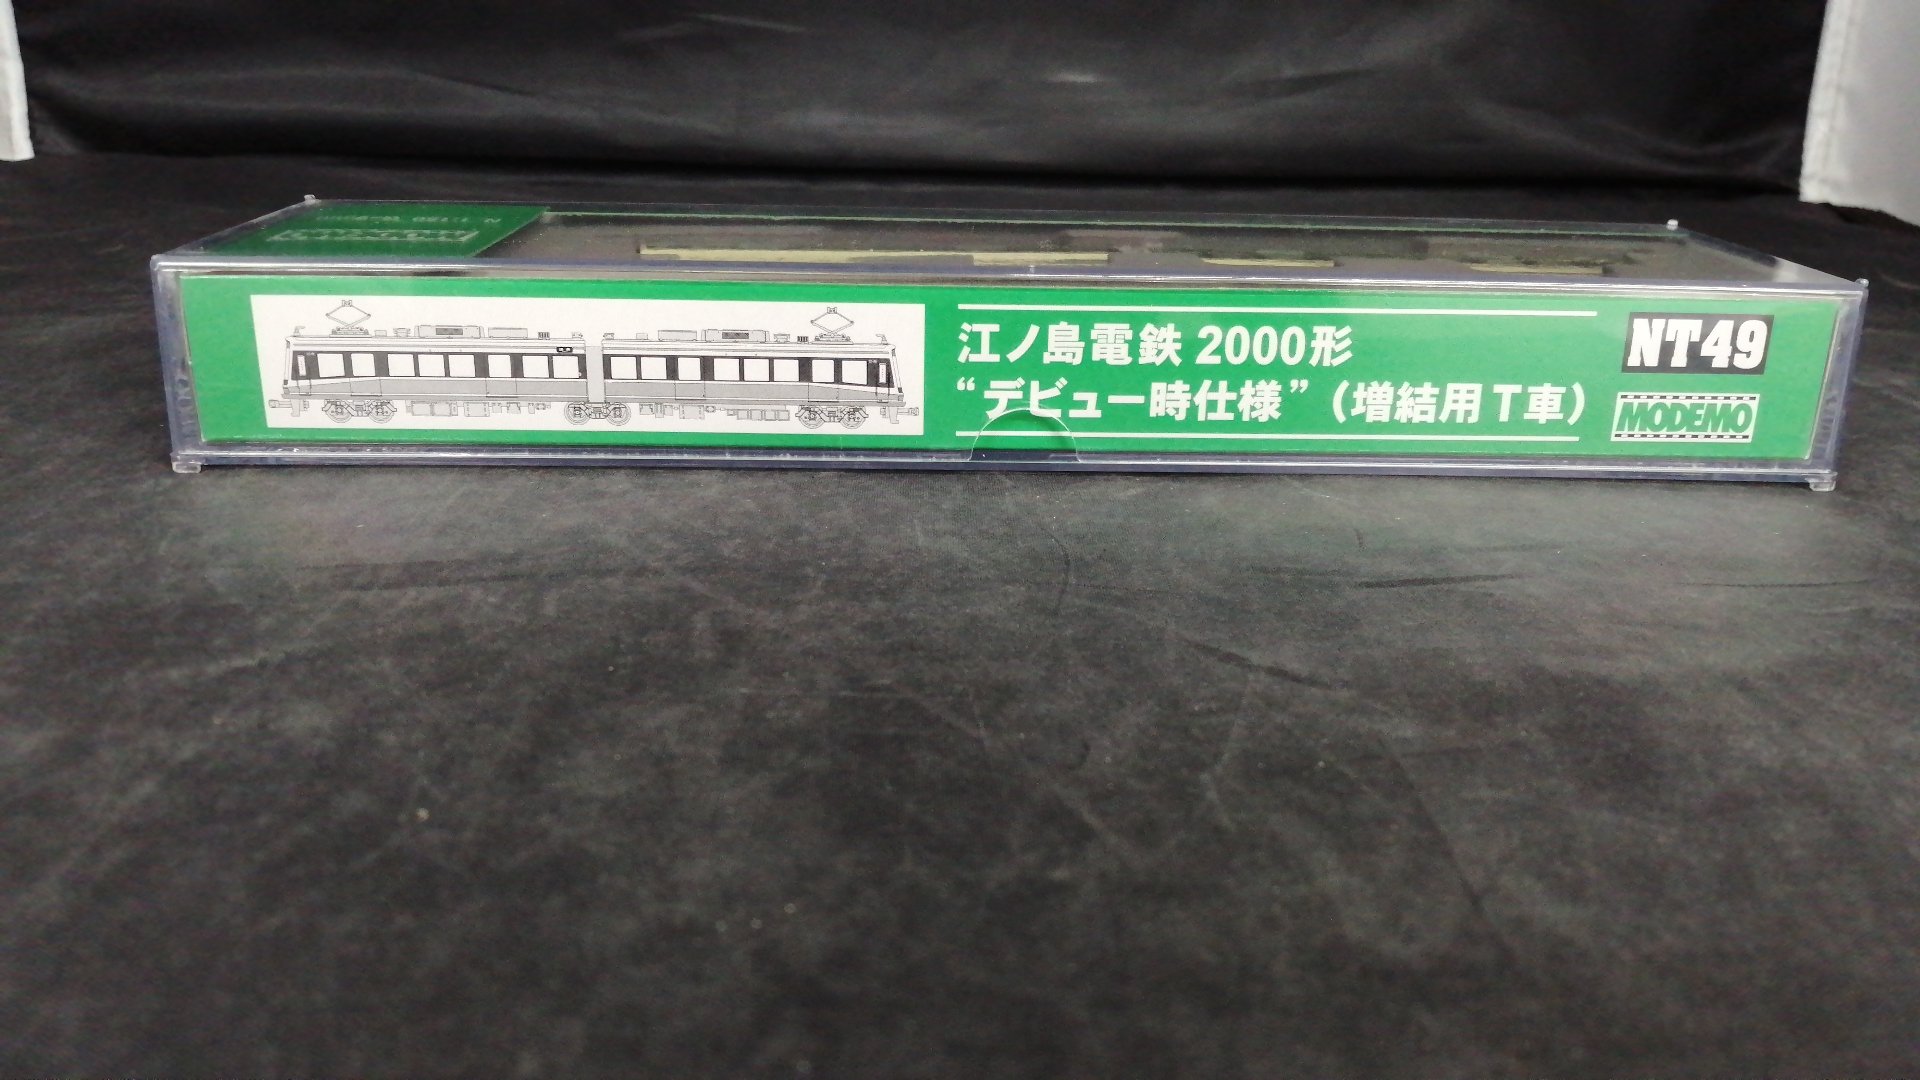 江ノ島電鉄 2000形
“デビュー時仕様”（増結用T車）
NT49
MODEMO